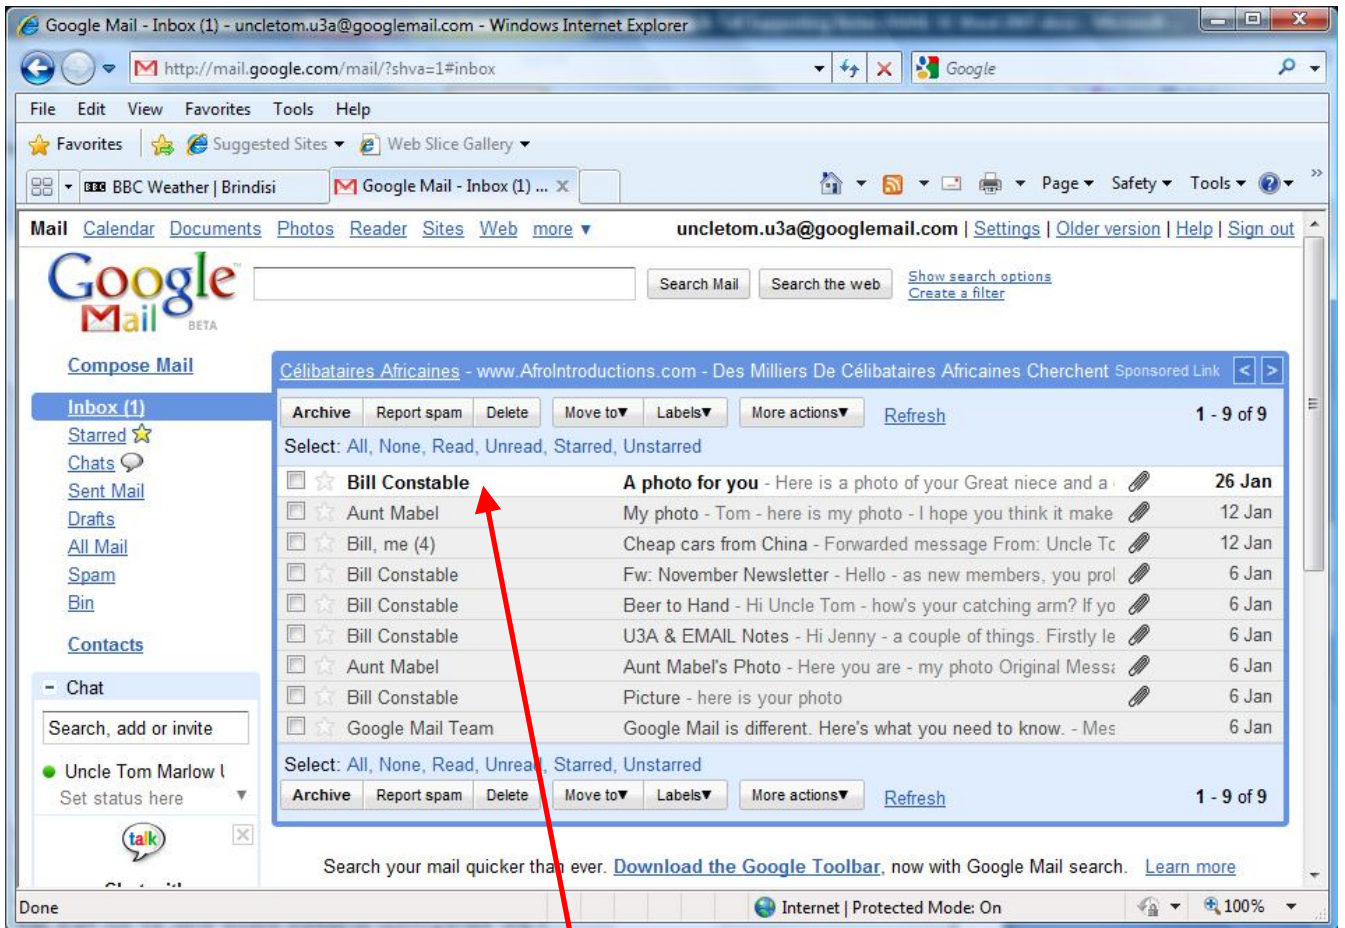 Google Mail - Inbox (1) - uncletom.u3a@googlemail.com - Windows Internet Explorer
http://mail.google.com/mail/?shva=1#inbox
Google
File Edit View Favorites Tools Help
Favorites Suggested Sites Web Slice Gallery
BBC BBC Weather | Brindisi Google Mail - Inbox (1) ... X Page Safety Tools »
Mail Calendar Documents Photos Reader Sites Web more uncletom.u3a@googlemail.com | Settings | Older version | Help | Sign out
Google Mail BETA
Search Mail Search the web Show search options
Create a filter
Compose Mail
Célibataires Africaines - www.AfroIntroductions.com - Des Milliers De Célibataires Africaines Cherchent Sponsored Link < >
Inbox (1)
Starred
Chats
Sent Mail
Drafts
All Mail
Spam
Bin
Contacts
Archive Report spam Delete Move to Labels More actions Refresh 1 - 9 of 9
Select: All, None, Read, Unread, Starred, Unstarred
Bill Constable A photo for you - Here is a photo of your Great niece and a 26 Jan
Aunt Mabel My photo - Tom - here is my photo - I hope you think it make 12 Jan
Bill, me (4) Cheap cars from China - Forwarded message From: Uncle 12 Jan
Bill Constable Fw: November Newsletter - Hello - as new members, you 6 Jan
Bill Constable Beer to Hand - Hi Uncle Tom - how's your catching arm? If yo 6 Jan
Bill Constable U3A & EMAIL Notes - Hi Jenny - a couple of things. Firstly le 6 Jan
Aunt Mabel Aunt Mabel's Photo - Here you are - my photo Original 6 Jan
Bill Constable Picture - here is your photo 6 Jan
Google Mail Team Google Mail is different. Here's what you need to know. - Mes 6 Jan
Select: All, None, Read, Unread, Starred, Unstarred
Archive Report spam Delete Move to Labels More actions Refresh 1 - 9 of 9
- Chat
Search, add or invite
Uncle Tom Marlow
Set status here
talk
Search your mail quicker than ever. Download the Google Toolbar, now with Google Mail search. Learn more
Done Internet | Protected Mode: On 100%